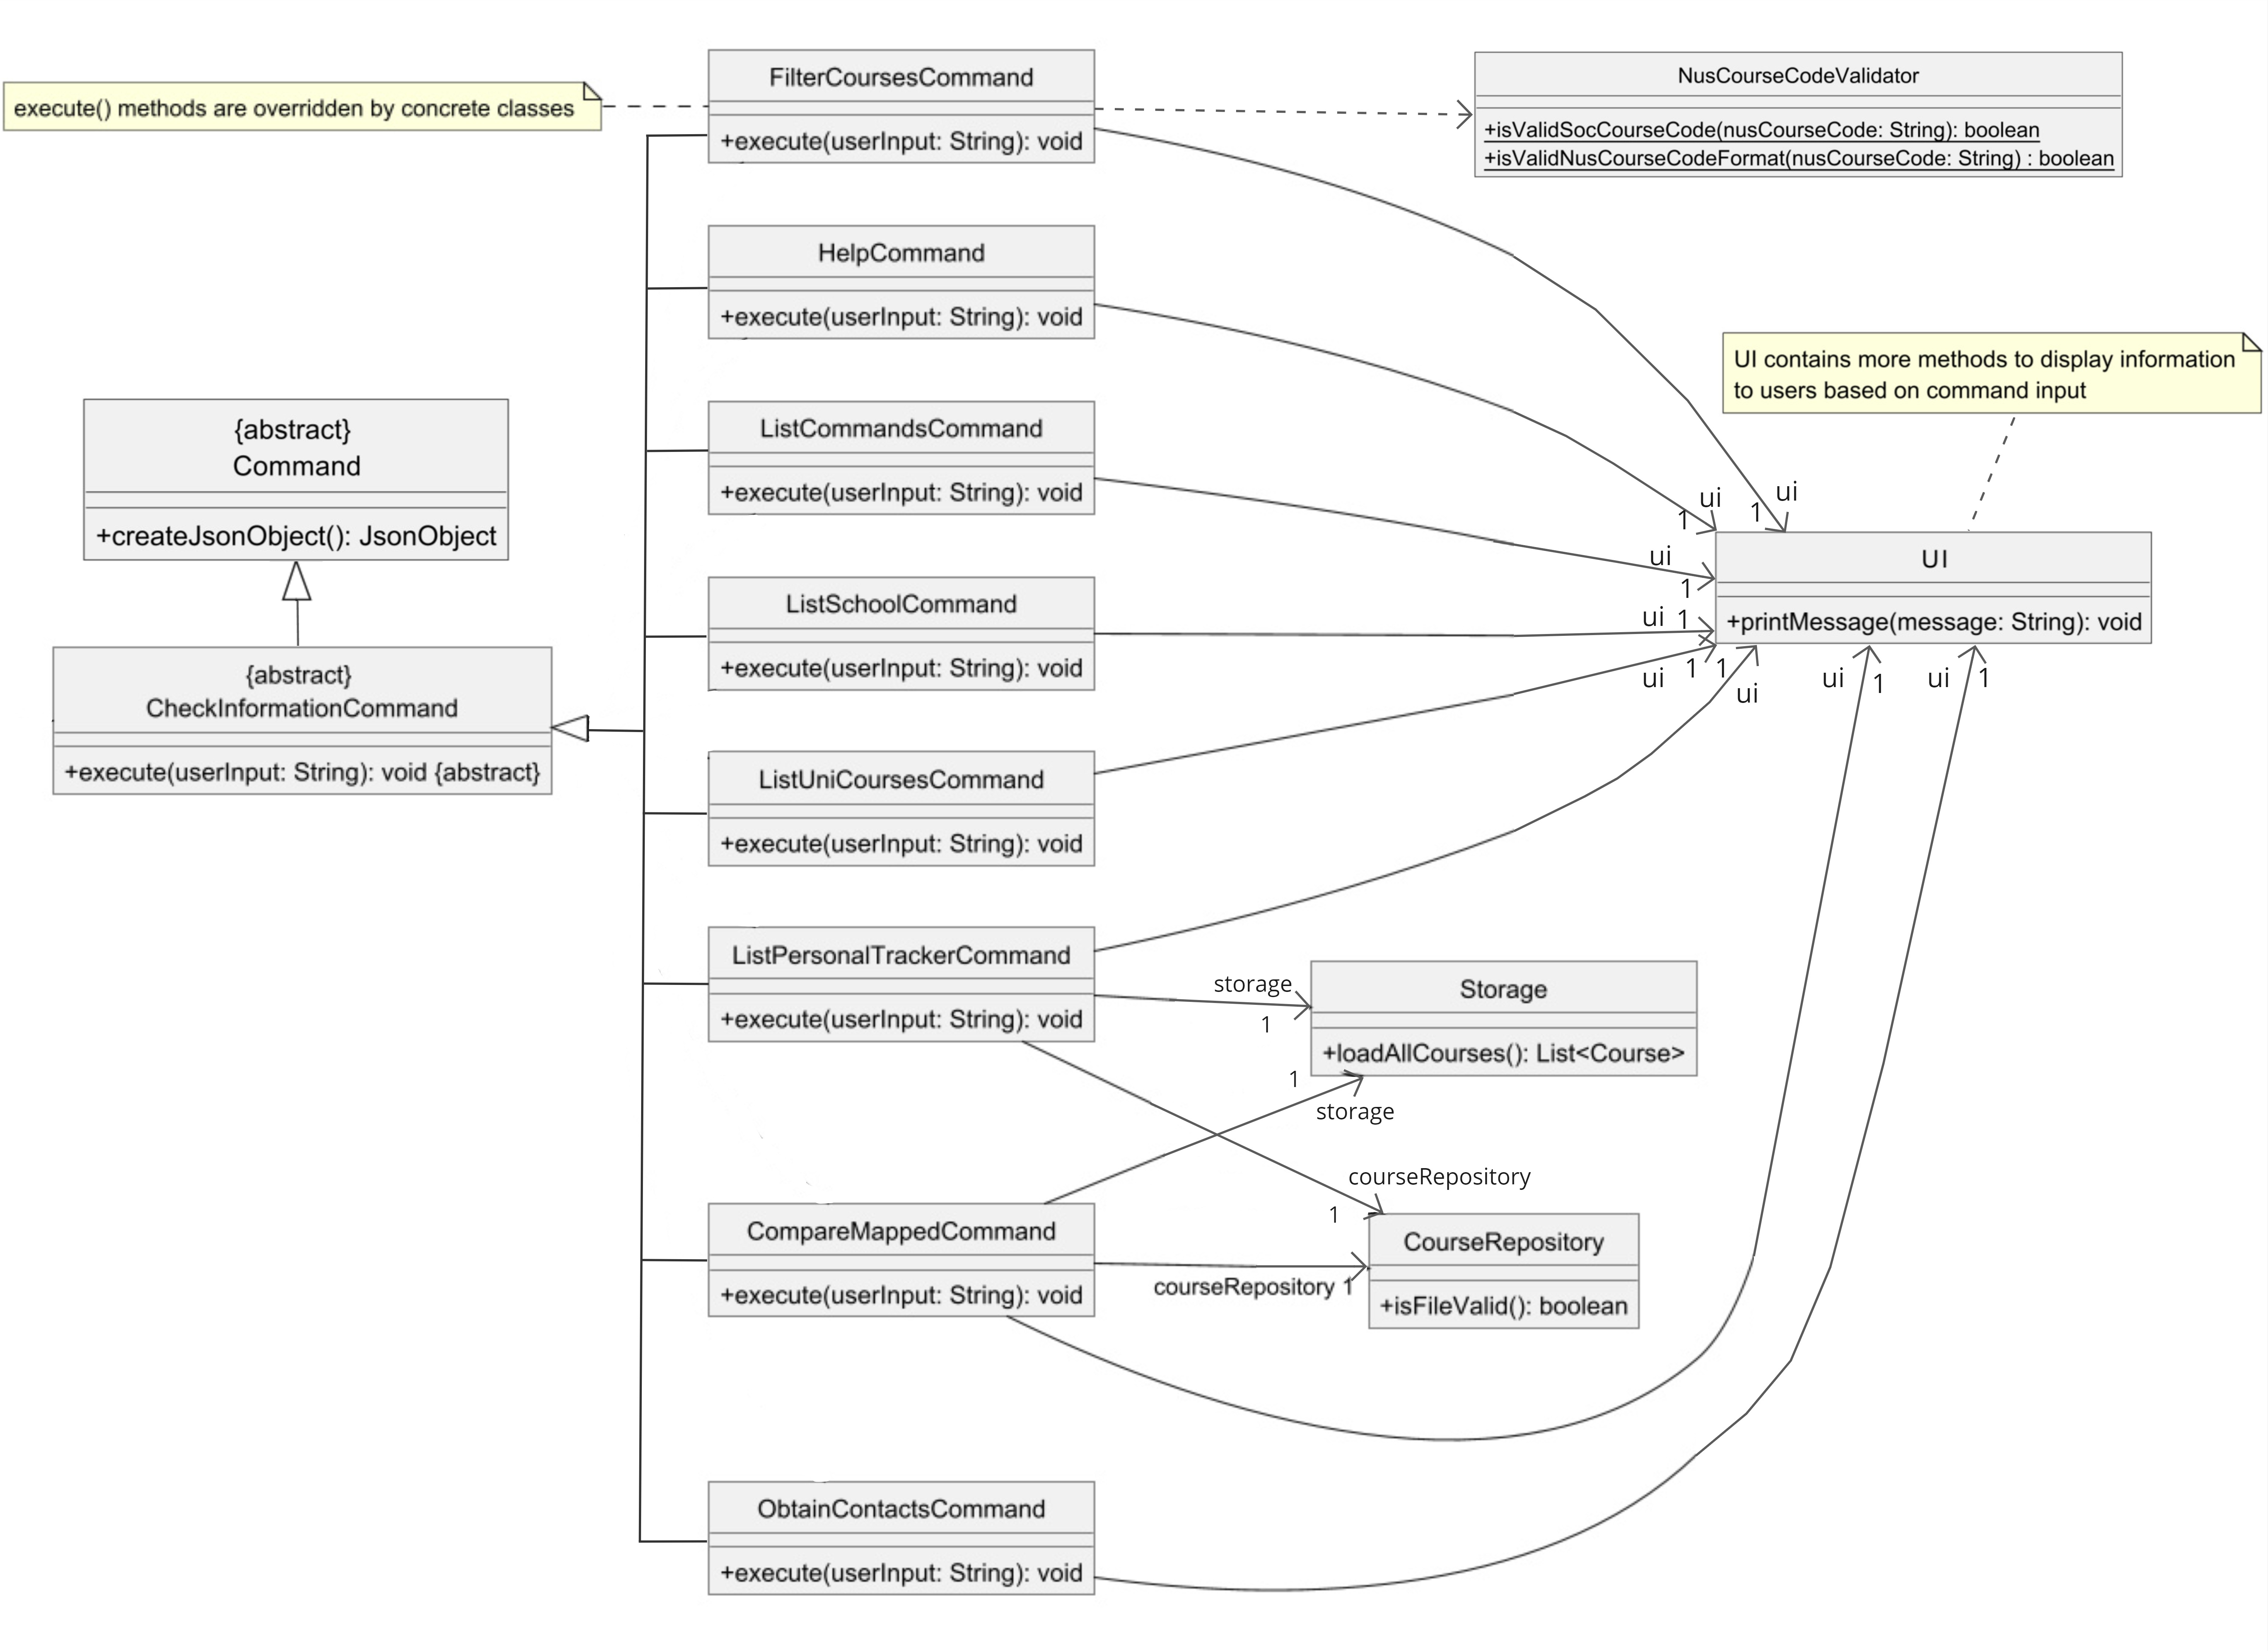 execute() methods are overridden by concrete classes
FilterCoursesCommand
+execute(userInput: String): void
NusCourseCodeValidator
+isValidSocCourseCode(nusCourseCode: String): boolean
+isValidNusCourseCodeFormat(nusCourseCode: String) : boolean
HelpCommand
+execute(userInput: String): void
UI contains more methods to display information
to users based on command input
{abstract}
Command
+createJsonObject(): JsonObject
ListCommandsCommand
+execute(userInput: String): void
ui
1
ui
1
ui
1
UI
+printMessage(message: String): void
ListSchoolCommand
+execute(userInput: String): void
ui 1
ui 1
1 ui
ui 1
ui 1
{abstract}
CheckInformationCommand
+execute(userInput: String): void {abstract}
ListUniCoursesCommand
+execute(userInput: String): void
ListPersonalTrackerCommand
+execute(userInput: String): void
storage
1
Storage
+loadAllCourses(): List<Course>
1
storage
courseRepository
1
CompareMappedCommand
+execute(userInput: String): void
courseRepository 1
CourseRepository
+isFileValid(): boolean
ObtainContactsCommand
+execute(userInput: String): void